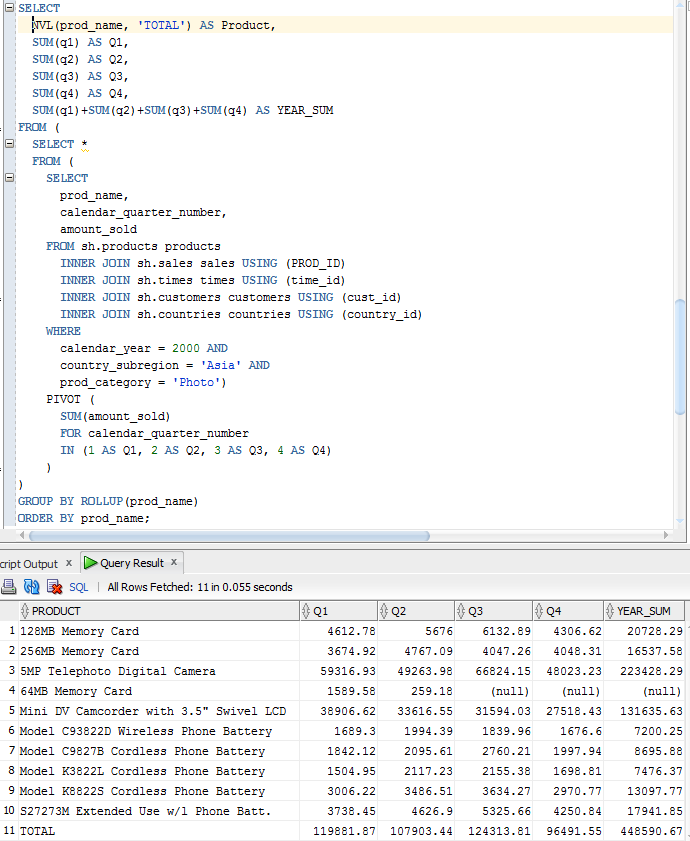 SELECT
NVL(prod_name, 'TOTAL') AS Product,
SUM(q1) AS Q1,
SUM(q2) AS Q2,
SUM(q3) AS Q3,
SUM(q4) AS Q4,
SUM(q1)+SUM(q2)+SUM(q3)+SUM(q4) AS YEAR_SUM
FROM (
SELECT *
FROM (
SELECT
prod_name,
calendar_quarter_number,
amount_sold
FROM sh.products products
INNER JOIN sh.sales sales USING (PROD_ID)
INNER JOIN sh.times times USING (time_id)
INNER JOIN sh.customers customers USING (cust_id)
INNER JOIN sh.countries countries USING (country_id)
WHERE
calendar_year = 2000 AND
country_subregion = 'Asia' AND
prod_category = 'Photo')
PIVOT (
SUM(amount_sold)
FOR calendar_quarter_number
IN (1 AS Q1, 2 AS Q2, 3 AS Q3, 4 AS Q4)
)
)
GROUP BY ROLLUP(prod_name)
ORDER BY prod_name;
cript Output x Query Result x
SQL | All Rows Fetched: 11 in 0.055 seconds
PRODUCT Q1 Q2 Q3 Q4 YEAR_SUM
1 128MB Memory Card 4612.78 5676 6132.89 4306.62 20728.29
2 256MB Memory Card 3674.92 4767.09 4047.26 4048.31 16537.58
3 5MP Telephoto Digital Camera 59316.93 49263.98 66824.15 48023.23 223428.29
4 64MB Memory Card 1589.58 259.18 (null) (null) (null)
5 Mini DV Camcorder with 3.5" Swivel LCD 38906.62 33616.55 31594.03 27518.43 131635.63
6 Model C93822D Wireless Phone Battery 1689.3 1994.39 1839.96 1676.6 7200.25
7 Model C9827B Cordless Phone Battery 1842.12 2095.61 2760.21 1997.94 8695.88
8 Model K3822L Cordless Phone Battery 1504.95 2117.23 2155.38 1698.81 7476.37
9 Model K8822S Cordless Phone Battery 3006.22 3486.51 3634.27 2970.77 13097.77
10 S27273M Extended Use w/l Phone Batt. 3738.45 4626.9 5325.66 4250.84 17941.85
11 TOTAL 119881.87 107903.44 124313.81 96491.55 448590.67